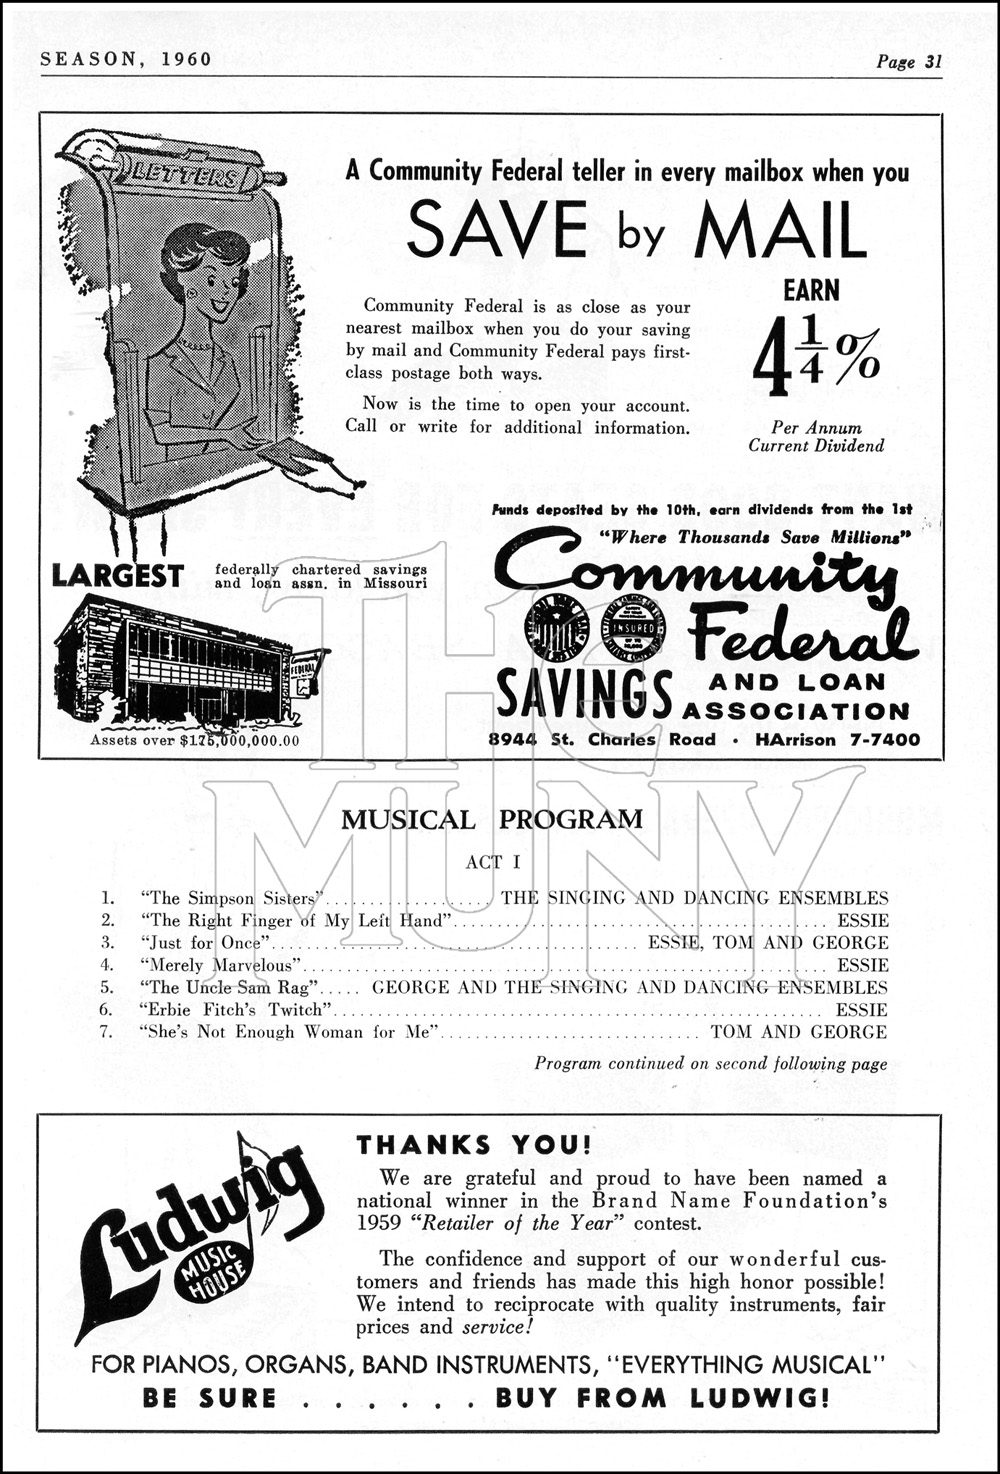 SEASON, 1960 Page 31
LETTERS
A Community Federal teller in every mailbox when you
SAVE by MAIL
Community Federal is as close as your
nearest mailbox when you do your saving
by mail and Community Federal pays first-
class postage both ways.
Now is the time to open your account.
Call or write for additional information.
EARN
4 1/4 %
Per Annum
Current Dividend
Funds deposited by the 10th, earn dividends from the 1st
"Where Thousands Save Millions"
Community
Federal
INSURED
SAVINGS AND LOAN
ASSOCIATION
8944 St. Charles Road · HArrison 7-7400
LARGEST federally chartered savings
and loan assn. in Missouri
FEDERAL
Assets over $175,000,000.00
THE
MUNY
MUSICAL PROGRAM
ACT I
1. "The Simpson Sisters" .................. THE SINGING AND DANCING ENSEMBLES
2. "The Right Finger of My Left Hand" .................. ESSIE
3. "Just for Once" .................. ESSIE, TOM AND GEORGE
4. "Merely Marvelous" .................. ESSIE
5. "The Uncle Sam Rag" ..... GEORGE AND THE SINGING AND DANCING ENSEMBLES
6. "Erbie Fitch's Twitch" .................. ESSIE
7. "She's Not Enough Woman for Me" .................. TOM AND GEORGE
Program continued on second following page
Ludwig
MUSIC
HOUSE
THANKS YOU!
We are grateful and proud to have been named a
national winner in the Brand Name Foundation's
1959 "Retailer of the Year" contest.
The confidence and support of our wonderful cus-
tomers and friends has made this high honor possible!
We intend to reciprocate with quality instruments, fair
prices and service!
FOR PIANOS, ORGANS, BAND INSTRUMENTS, "EVERYTHING MUSICAL"
BE SURE . . . . . . BUY FROM LUDWIG!